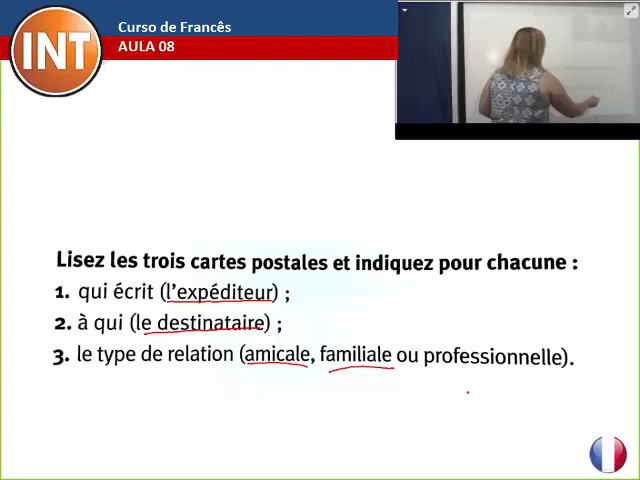 INT
Curso de Francês
AULA 08
Lisez les trois cartes postales et indiquez pour chacune :
1. qui écrit (l'expéditeur) ;
2. à qui (le destinataire) ;
3. le type de relation (amicale, familiale ou professionnelle).